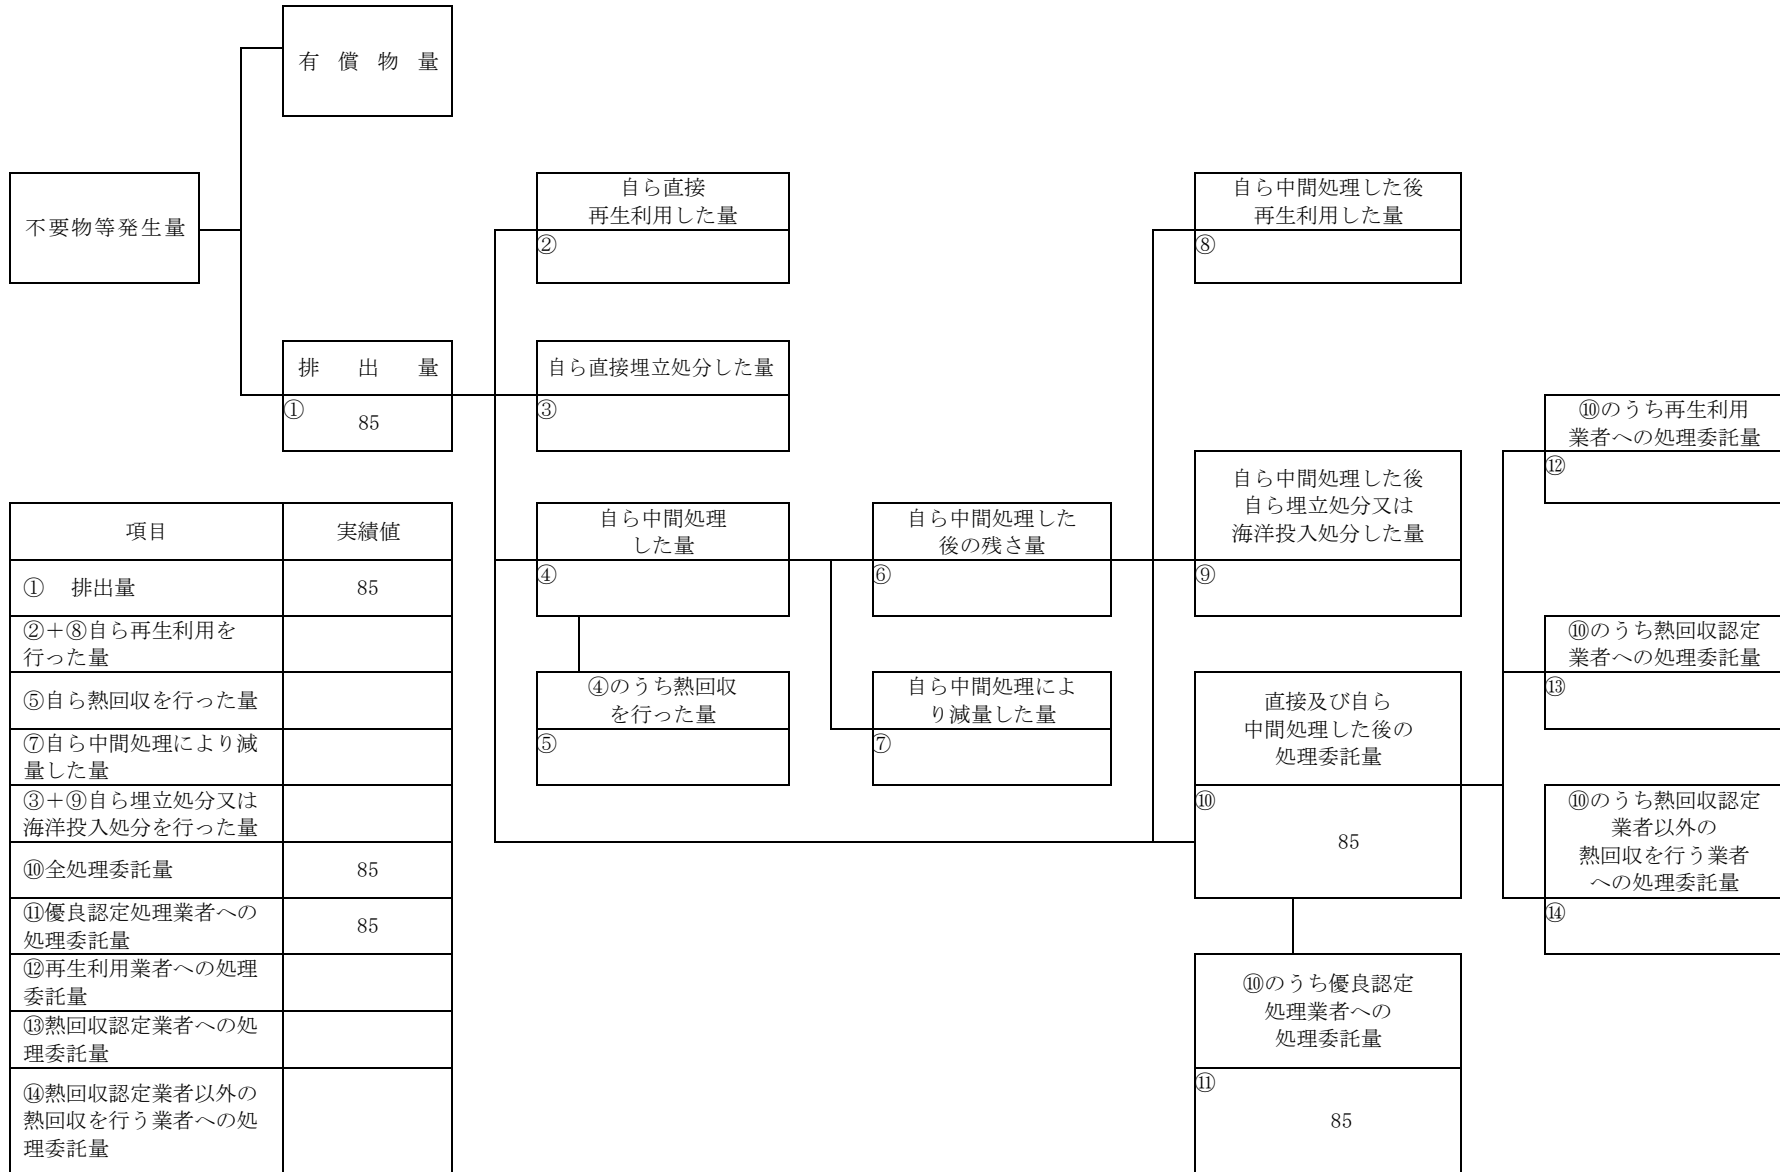 有 償 物 量
不要物等発生量
自ら直接
再生利用した量
②
自ら中間処理した後
再生利用した量
⑧
排 出 量
①
85
自ら直接埋立処分した量
③
⑩のうち再生利用
業者への処理委託量
⑫
自ら中間処理
した量
④
自ら中間処理した
後の残さ量
⑥
自ら中間処理した後
自ら埋立処分又は
海洋投入処分した量
⑨
⑩のうち熱回収認定
業者への処理委託量
⑬
④のうち熱回収
を行った量
⑤
自ら中間処理によ
り減量した量
⑦
直接及び自ら
中間処理した後の
処理委託量
⑩
85
⑩のうち熱回収認定
業者以外の
熱回収を行う業者
への処理委託量
⑭
⑩のうち優良認定
処理業者への
処理委託量
⑪
85
項目 実績値
① 排出量 85
②+⑧自ら再生利用を
行った量
⑤自ら熱回収を行った量
⑦自ら中間処理により減
量した量
③+⑨自ら埋立処分又は
海洋投入処分を行った量
⑩全処理委託量 85
⑪優良認定処理業者への
処理委託量 85
⑫再生利用業者への処理
委託量
⑬熱回収認定業者への処
理委託量
⑭熱回収認定業者以外の
熱回収を行う業者への処
理委託量